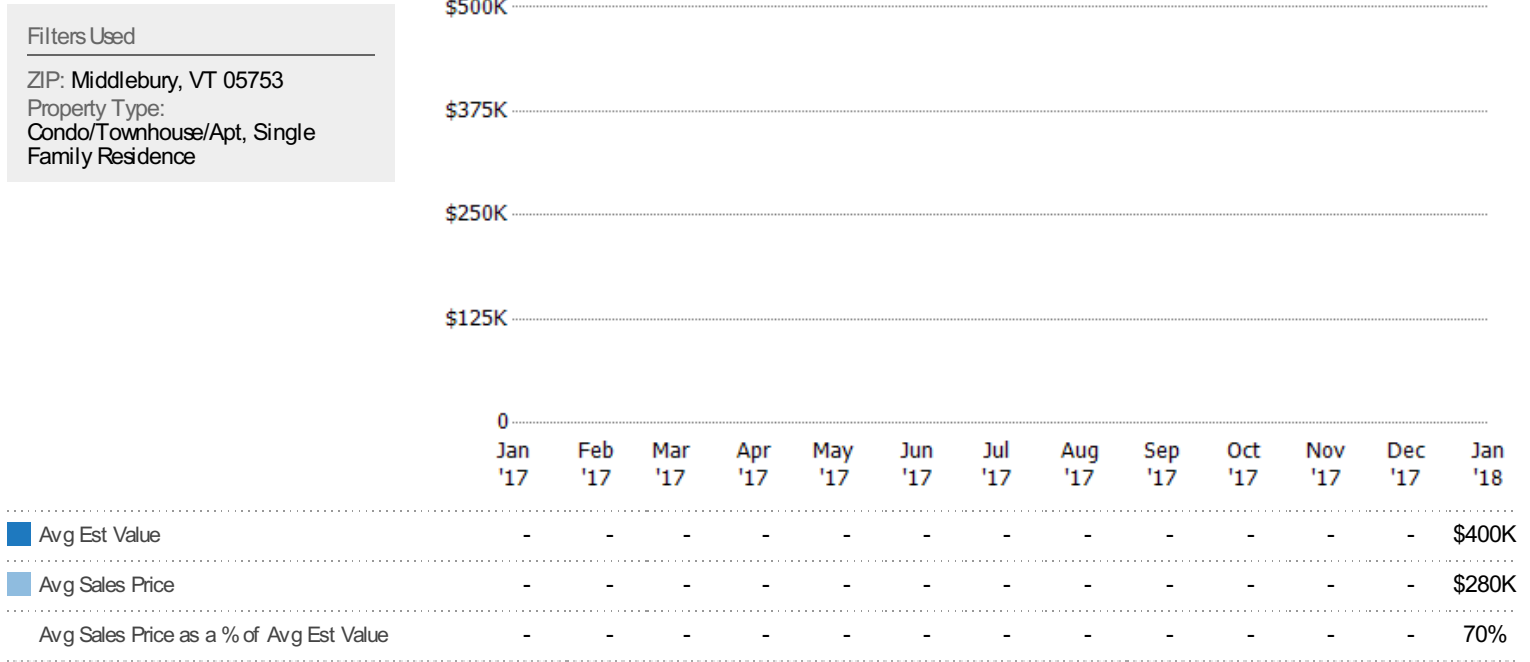 Filters Used
ZIP: Middlebury, VT 05753
Property Type:
Condo/Townhouse/Apt, Single
Family Residence
$500K
$375K
$250K
$125K
0
Jan Feb Mar Apr May Jun Jul Aug Sep Oct Nov Dec Jan
'17 '17 '17 '17 '17 '17 '17 '17 '17 '17 '17 '17 '18
Avg Est Value - - - - - - - - - - - - $400K
Avg Sales Price - - - - - - - - - - - - $280K
Avg Sales Price as a % of Avg Est Value - - - - - - - - - - - - 70%